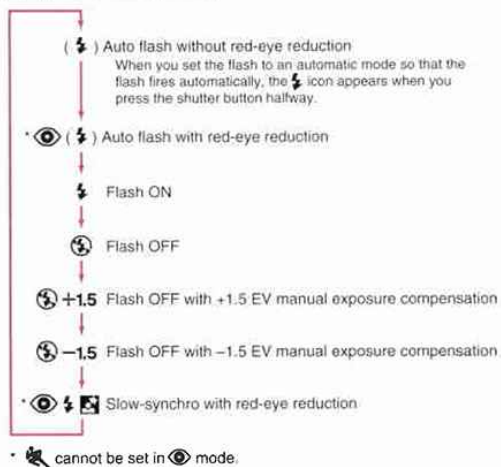 ( ) Auto flash without red-eye reduction
When you set the flash to an automatic mode so that the
flash fires automatically, the icon appears when you
press the shutter button halfway.
* ( ) Auto flash with red-eye reduction
Flash ON
Flash OFF
+1.5 Flash OFF with +1.5 EV manual exposure compensation
−1.5 Flash OFF with −1.5 EV manual exposure compensation
* Slow-synchro with red-eye reduction
* cannot be set in mode.